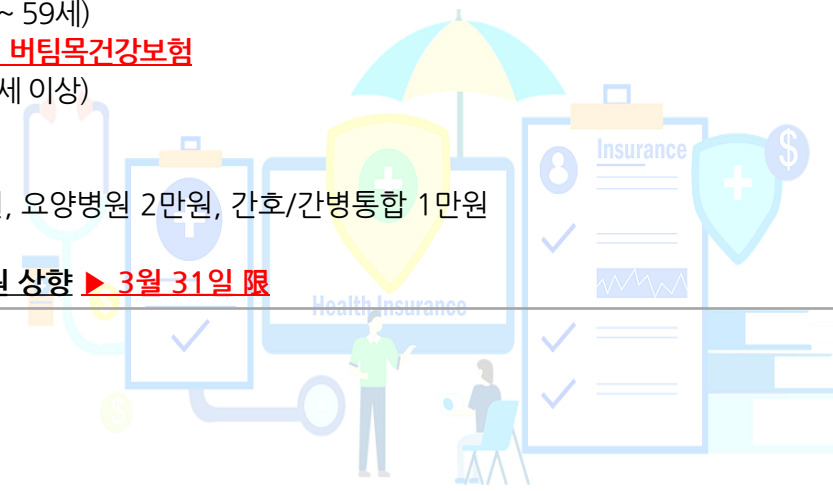 ~ 59세)
버팀목건강보험
세 이상)
Insurance
$
, 요양병원 2만원, 간호/간병통합 1만원
상향 ▶ 3월 31일 限
Health Insurance
$